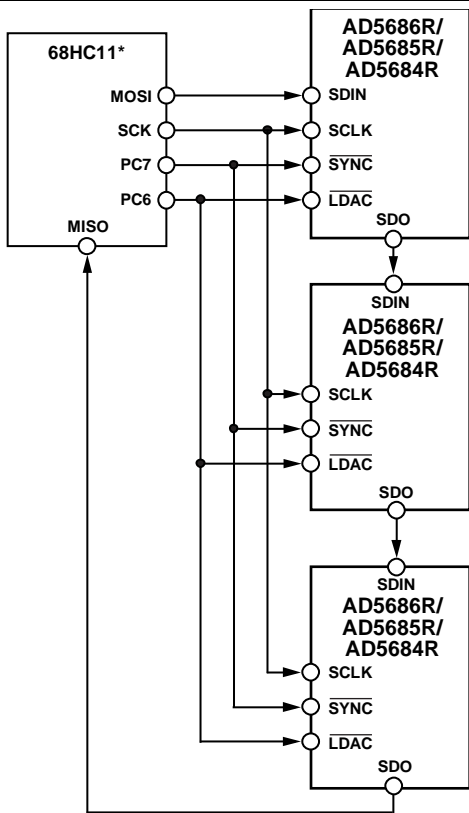 68HC11*
MOSI
SCK
PC7
PC6
MISO
AD5686R/
AD5685R/
AD5684R
SDIN
SCLK
SYNC
LDAC
SDO
SDIN
AD5686R/
AD5685R/
AD5684R
SCLK
SYNC
LDAC
SDO
SDIN
AD5686R/
AD5685R/
AD5684R
SCLK
SYNC
LDAC
SDO